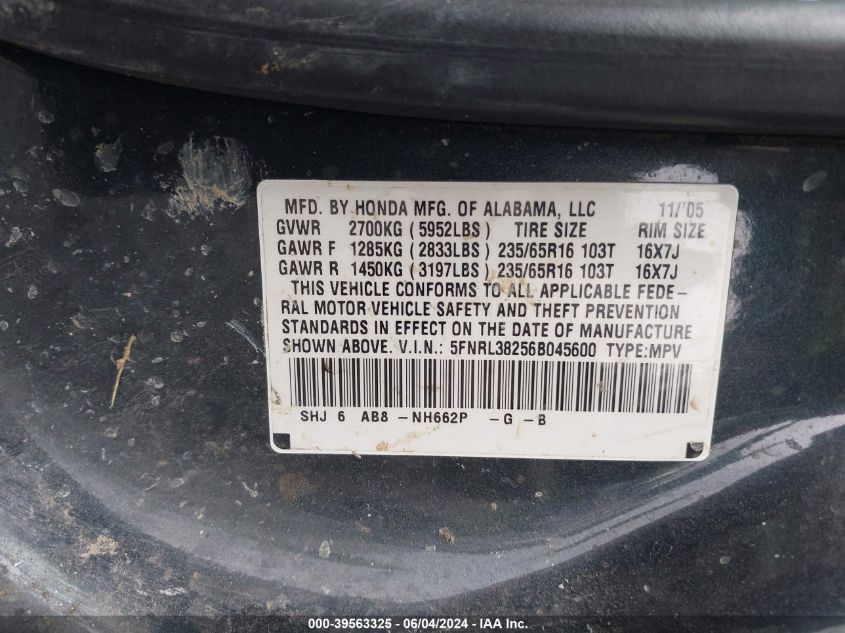 MFD. BY HONDA MFG. OF ALABAMA, LLC 11/'05
GVWR 2700KG (5952LBS) TIRE SIZE RIM SIZE
GAWR F 1285KG (2833LBS) 235/65R16 103T 16X7J
GAWR R 1450KG (3197LBS) 235/65R16 103T 16X7J
THIS VEHICLE CONFORMS TO ALL APPLICABLE FEDE-
RAL MOTOR VEHICLE SAFETY AND THEFT PREVENTION
STANDARDS IN EFFECT ON THE DATE OF MANUFACTURE
SHOWN ABOVE. V.I.N.: 5FNRL38256B045600 TYPE:MPV
SHJ 6 AB8 -NH662P -G -B
000-39563325 - 06/04/2024 - IAA Inc.